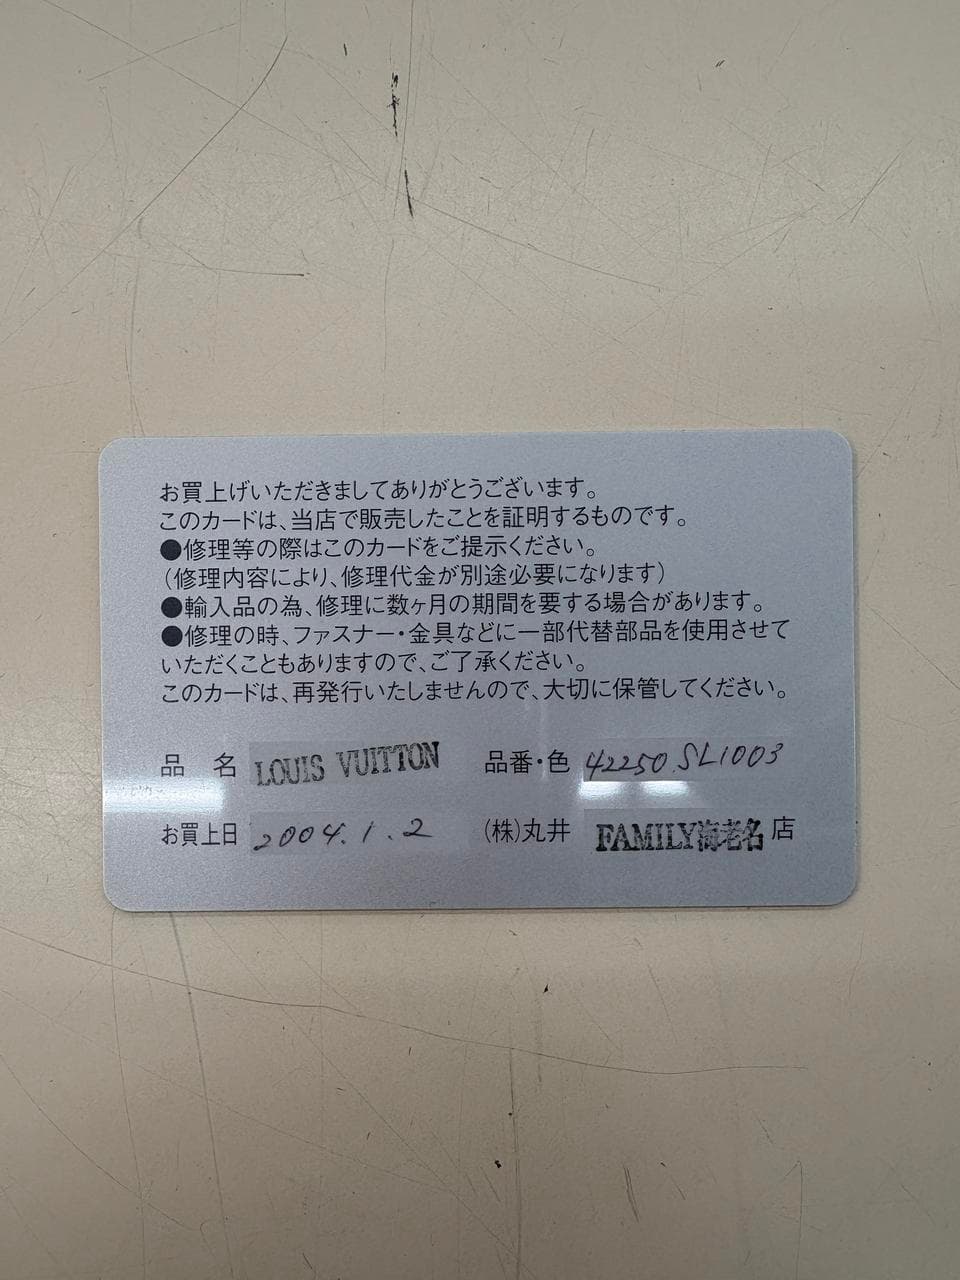 お買上げいただきましてありがとうございます。
このカードは、当店で販売したことを証明するものです。
●修理等の際はこのカードをご提示ください。
（修理内容により、修理代金が別途必要になります）
●輸入品の為、修理に数ヶ月の期間を要する場合があります。
●修理の時、ファスナー・金具などに一部代替部品を使用させて
いただくこともありますので、ご了承ください。
このカードは、再発行いたしませんので、大切に保管してください。
品 名 LOUIS VUITTON 品番・色 42250.SL1003
お買上日 2004.1.2 (株)丸井 FAMILY海老名 店